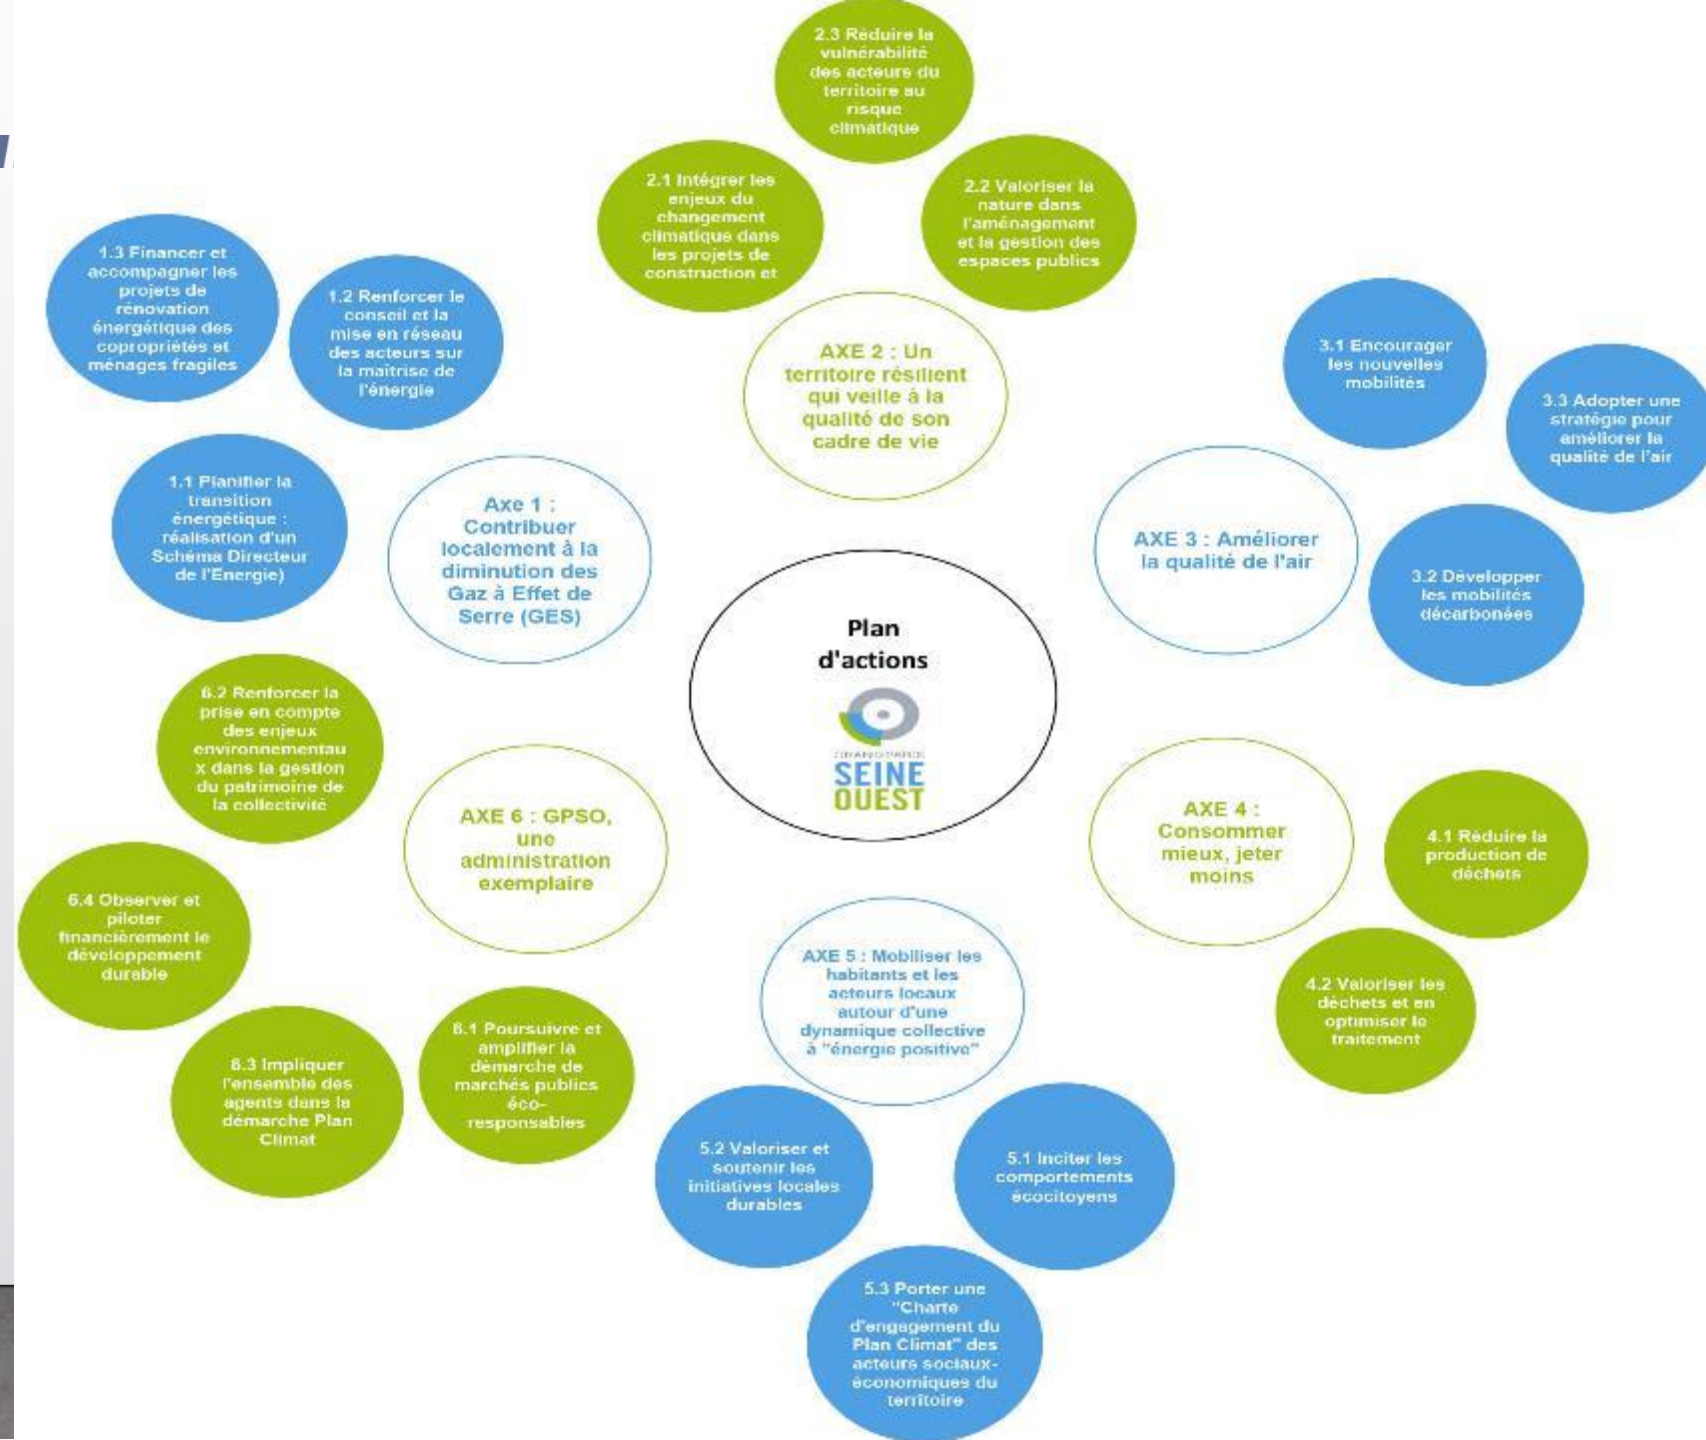 Plan
d'actions
GRAND PARIS
SEINE
OUEST
Axe 1 :
Contribuer
localement à la
diminution des
Gaz à Effet de
Serre (GES)
1.1 Planifier la
transition
énergétique :
réalisation d'un
Schéma Directeur
de l'Energie)
1.2 Renforcer le
conseil et la
mise en réseau
des acteurs sur
la maîtrise de
l'énergie
1.3 Financer et
accompagner les
projets de
rénovation
énergétique des
copropriétés et
ménages fragiles
AXE 2 : Un
territoire résilient
qui veille à la
qualité de son
cadre de vie
2.1 Intégrer les
enjeux du
changement
climatique dans
les projets de
construction et
2.2 Valoriser la
nature dans
l'aménagement
et la gestion des
espaces publics
2.3 Réduire la
vulnérabilité
des acteurs du
territoire au
risque
climatique
AXE 3 : Améliorer
la qualité de l'air
3.1 Encourager
les nouvelles
mobilités
3.2 Développer
les mobilités
décarbonées
3.3 Adopter une
stratégie pour
améliorer la
qualité de l'air
AXE 4 :
Consommer
mieux, jeter
moins
4.1 Réduire la
production de
déchets
4.2 Valoriser les
déchets et en
optimiser le
traitement
AXE 5 : Mobiliser les
habitants et les
acteurs locaux
autour d'une
dynamique collective
à "énergie positive"
5.1 Inciter les
comportements
écocitoyens
5.2 Valoriser et
soutenir les
initiatives locales
durables
5.3 Porter une
"Charte
d'engagement du
Plan Climat" des
acteurs sociaux-
économiques du
territoire
AXE 6 : GPSO,
une
administration
exemplaire
6.1 Poursuivre et
amplifier la
démarche de
marchés publics
éco-
responsables
6.2 Renforcer la
prise en compte
des enjeux
environnementau
x dans la gestion
du patrimoine de
la collectivité
6.3 Impliquer
l'ensemble des
agents dans la
démarche Plan
Climat
6.4 Observer et
piloter
financièrement le
développement
durable